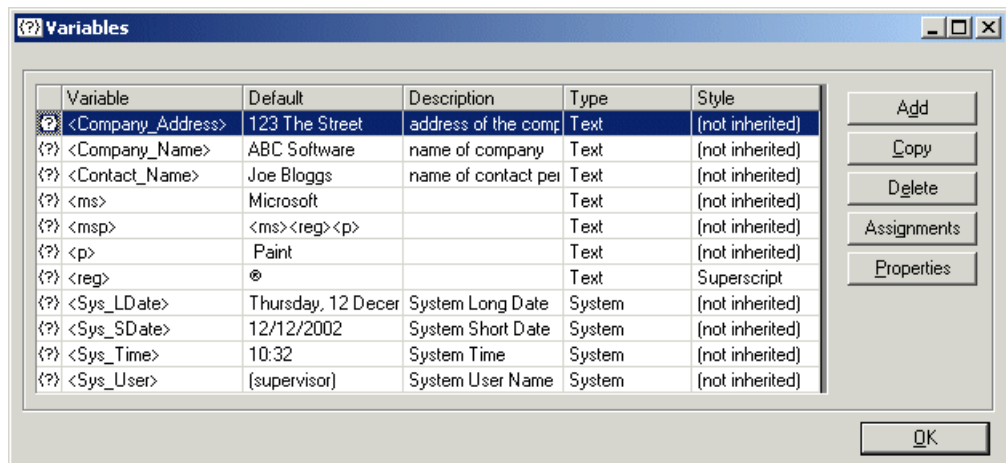 {?} Variables
Variable Default Description Type Style
{?} <Company_Address> 123 The Street address of the comp Text (not inherited)
{?} <Company_Name> ABC Software name of company Text (not inherited)
{?} <Contact_Name> Joe Bloggs name of contact per Text (not inherited)
{?} <ms> Microsoft Text (not inherited)
{?} <msp> <ms><reg><p> Text (not inherited)
{?} <p> Paint Text (not inherited)
{?} <reg> ® Text Superscript
{?} <Sys_LDate> Thursday, 12 Decer System Long Date System (not inherited)
{?} <Sys_SDate> 12/12/2002 System Short Date System (not inherited)
{?} <Sys_Time> 10:32 System Time System (not inherited)
{?} <Sys_User> (supervisor) System User Name System (not inherited)
Add
Copy
Delete
Assignments
Properties
OK